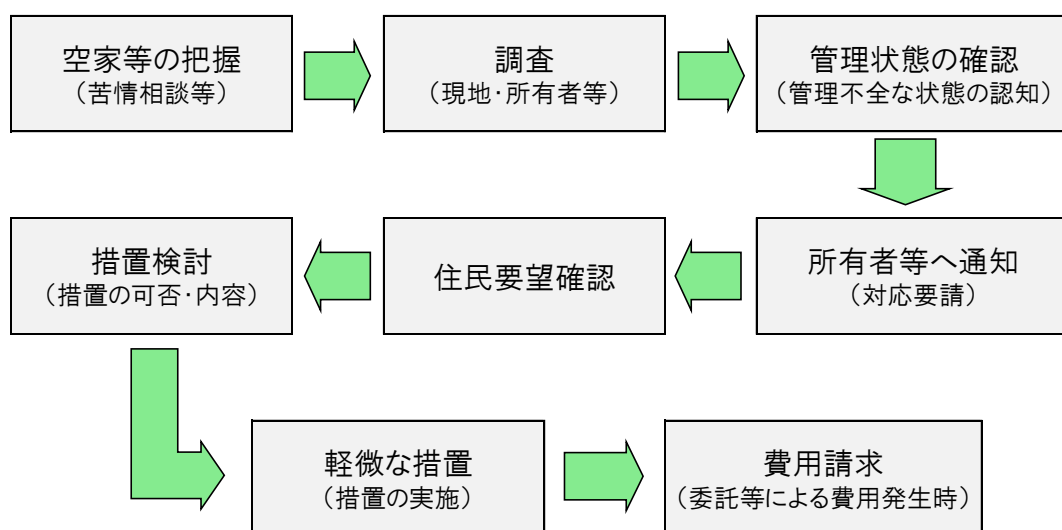 空家等の把握
(苦情相談等)
調査
(現地・所有者等)
管理状態の確認
(管理不全な状態の認知)
所有者等へ通知
(対応要請)
住民要望確認
措置検討
(措置の可否・内容)
軽微な措置
(措置の実施)
費用請求
(委託等による費用発生時)